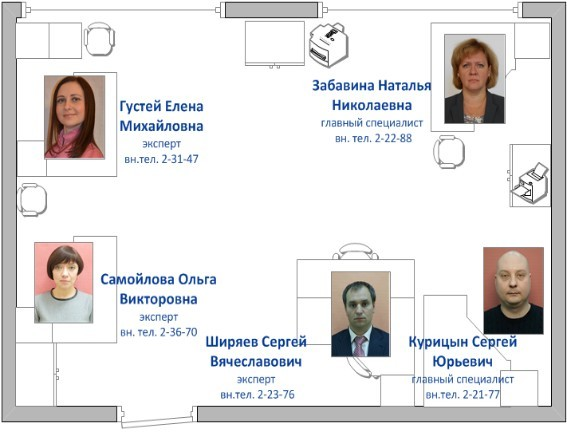 Густей Елена
Михайловна
эксперт
вн.тел. 2-31-47
Забавина Наталья
Николаевна
главный специалист
вн. тел. 2-22-88
Самойлова Ольга
Викторовна
эксперт
вн. тел. 2-36-70
Ширяев Сергей
Вячеславович
эксперт
вн.тел. 2-23-76
Курицын Сергей
Юрьевич
главный специалист
вн.тел. 2-21-77